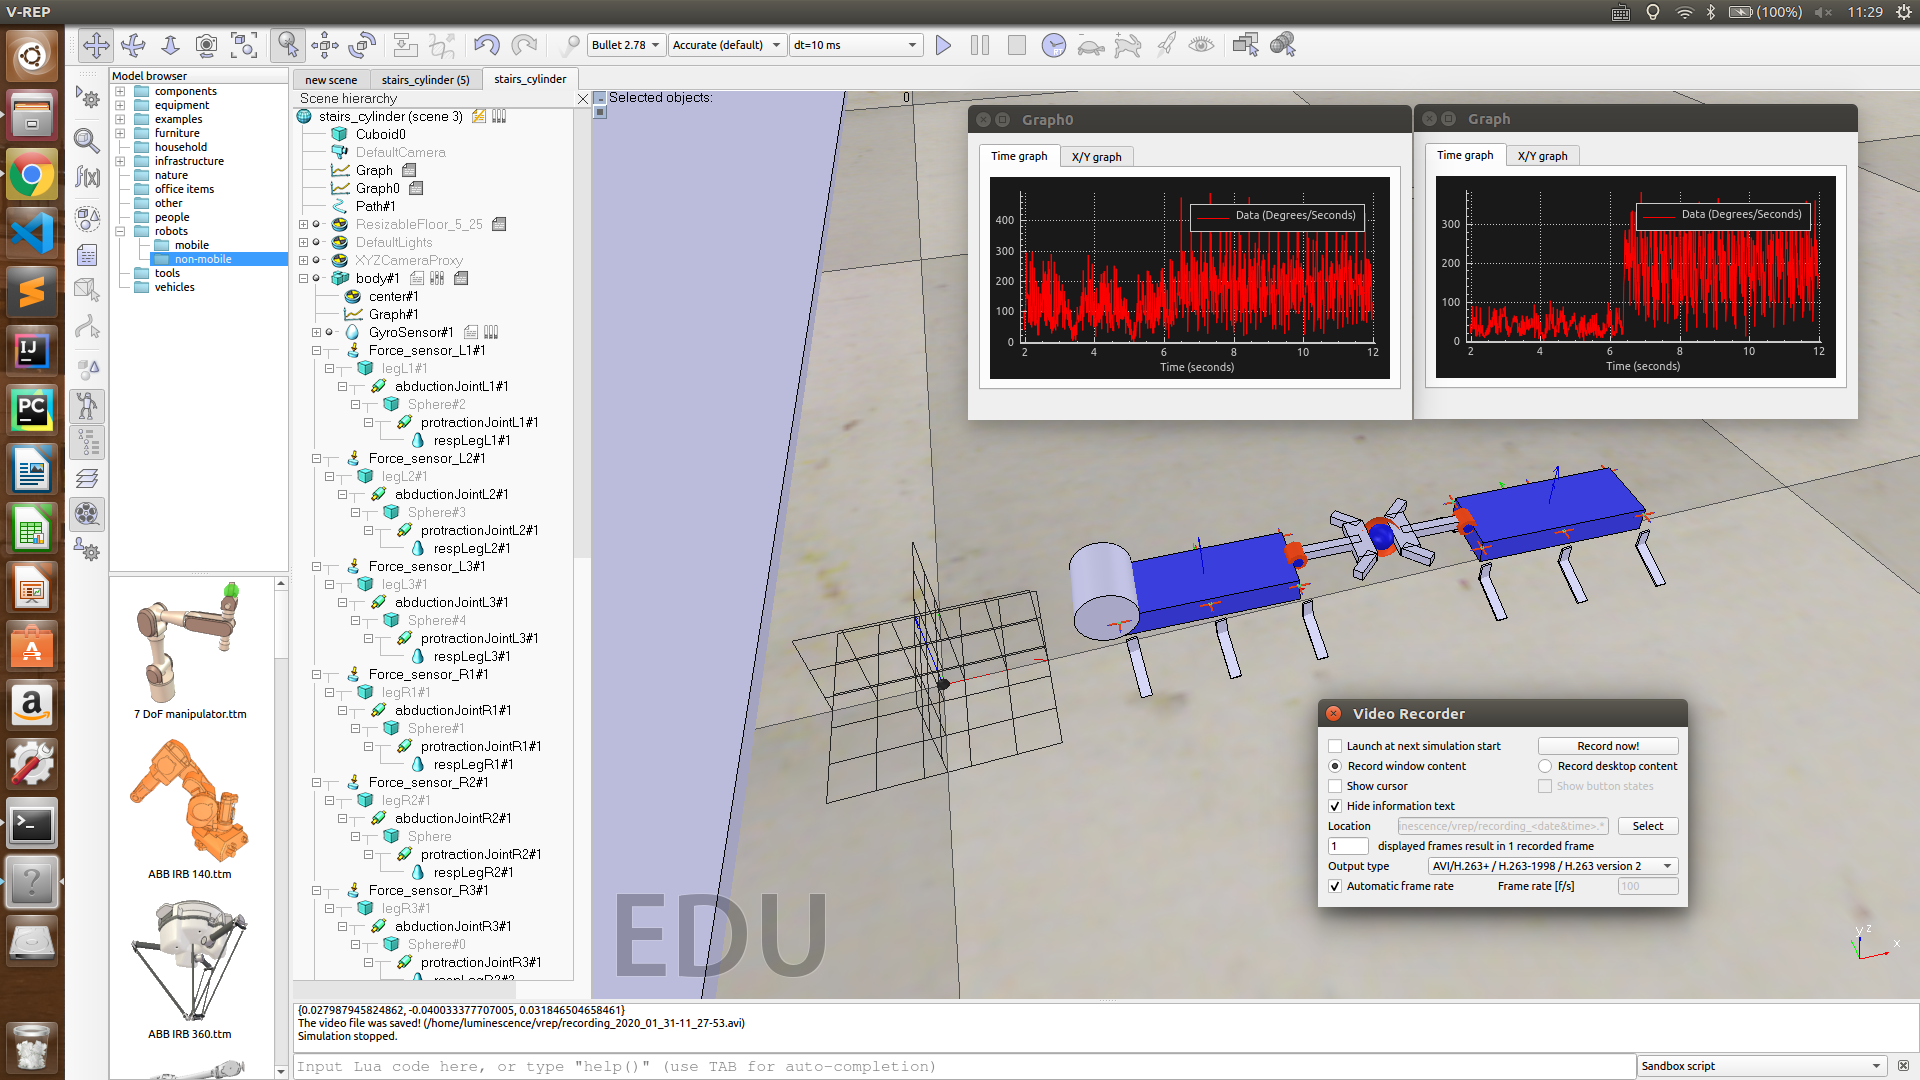 V-REP
(100%)
11:29
Bullet 2.78
Accurate (default)
dt=10 ms
Model browser
components
equipment
examples
furniture
household
infrastructure
nature
office items
other
people
robots
mobile
non-mobile
tools
vehicles
7 DoF manipulator.ttm
ABB IRB 140.ttm
ABB IRB 360.ttm
new scene
stairs_cylinder (5)
stairs_cylinder
Scene hierarchy
stairs_cylinder (scene 3)
Cuboid0
DefaultCamera
Graph
Graph0
Path#1
ResizableFloor_5_25
DefaultLights
XYZCameraProxy
body#1
center#1
Graph#1
GyroSensor#1
Force_sensor_L1#1
legL1#1
abductionJointL1#1
Sphere#2
protractionJointL1#1
respLegL1#1
Force_sensor_L2#1
legL2#1
abductionJointL2#1
Sphere#3
protractionJointL2#1
respLegL2#1
Force_sensor_L3#1
legL3#1
abductionJointL3#1
Sphere#4
protractionJointL3#1
respLegL3#1
Force_sensor_R1#1
legR1#1
abductionJointR1#1
Sphere#1
protractionJointR1#1
respLegR1#1
Force_sensor_R2#1
legR2#1
abductionJointR2#1
Sphere
protractionJointR2#1
respLegR2#1
Force_sensor_R3#1
legR3#1
abductionJointR3#1
Sphere#0
protractionJointR3#1
Selected objects:
0
Graph0
Time graph
X/Y graph
Data (Degrees/Seconds)
400
300
200
100
0
2 4 6 8 10 12
Time (seconds)
Graph
Time graph
X/Y graph
Data (Degrees/Seconds)
300
200
100
0
2 4 6 8 10 12
Time (seconds)
Video Recorder
Launch at next simulation start
Record now!
Record window content
Record desktop content
Show cursor
Show button states
Hide information text
Location
inescence/vrep/recording_<date&time>.*
Select
1
displayed frames result in 1 recorded frame
Output type
AVI/H.263+ / H.263-1998 / H.263 version 2
Automatic frame rate
Frame rate [f/s]
100
EDU
y z
x
{0.027987945824862, -0.040033377707005, 0.031846504658461}
The video file was saved! (/home/luminescence/vrep/recording_2020_01_31-11_27-53.avi)
Simulation stopped.
Input Lua code here, or type "help()" (use TAB for auto-completion)
Sandbox script